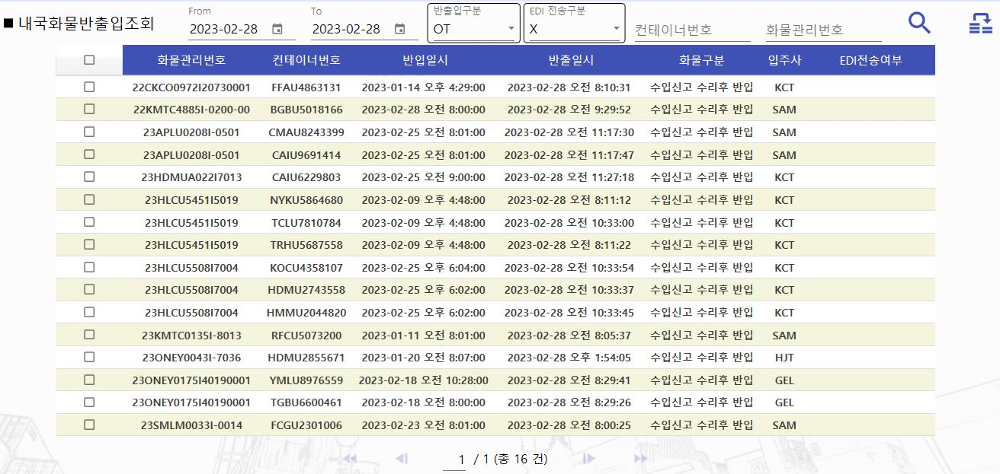 ■ 내국화물반출입조회
From
2023-02-28
To
2023-02-28
반출입구분
OT
EDI 전송구분
X
컨테이너번호
화물관리번호
화물관리번호 컨테이너번호 반입일시 반출일시 화물구분 입주사 EDI전송여부
22CKCO0972I20730001 FFAU4863131 2023-01-14 오후 4:29:00 2023-02-28 오전 8:10:31 수입신고 수리후 반입 KCT
22KMTC4885I-0200-00 BGBU5018166 2023-02-28 오전 8:00:00 2023-02-28 오전 9:29:52 수입신고 수리후 반입 SAM
23APLU0208I-0501 CMAU8243399 2023-02-25 오전 8:01:00 2023-02-28 오전 11:17:30 수입신고 수리후 반입 SAM
23APLU0208I-0501 CAIU9691414 2023-02-25 오전 8:01:00 2023-02-28 오전 11:17:47 수입신고 수리후 반입 SAM
23HDMUA022I7013 CAIU6229803 2023-02-25 오전 9:00:00 2023-02-28 오전 11:27:18 수입신고 수리후 반입 KCT
23HLCU5451I5019 NYKU5864680 2023-02-09 오후 4:48:00 2023-02-28 오전 8:11:12 수입신고 수리후 반입 KCT
23HLCU5451I5019 TCLU7810784 2023-02-09 오후 4:48:00 2023-02-28 오전 10:33:00 수입신고 수리후 반입 KCT
23HLCU5451I5019 TRHU5687558 2023-02-09 오후 4:48:00 2023-02-28 오전 8:11:22 수입신고 수리후 반입 KCT
23HLCU5508I7004 KOCU4358107 2023-02-25 오후 6:04:00 2023-02-28 오전 10:33:54 수입신고 수리후 반입 KCT
23HLCU5508I7004 HDMU2743558 2023-02-25 오후 6:02:00 2023-02-28 오전 10:33:37 수입신고 수리후 반입 KCT
23HLCU5508I7004 HMMU2044820 2023-02-25 오후 6:02:00 2023-02-28 오전 10:33:45 수입신고 수리후 반입 KCT
23KMTC0135I-8013 RFCU5073200 2023-01-11 오전 8:01:00 2023-02-28 오전 8:05:37 수입신고 수리후 반입 SAM
23ONEY0043I-7036 HDMU2855671 2023-01-20 오전 8:07:00 2023-02-28 오후 1:54:05 수입신고 수리후 반입 HJT
23ONEY0175I40190001 YMLU8976559 2023-02-18 오전 10:28:00 2023-02-28 오전 8:29:41 수입신고 수리후 반입 GEL
23ONEY0175I40190001 TGBU6600461 2023-02-18 오전 8:00:00 2023-02-28 오전 8:29:26 수입신고 수리후 반입 GEL
23SMLM0033I-0014 FCGU2301006 2023-02-23 오전 8:01:00 2023-02-28 오전 8:00:25 수입신고 수리후 반입 SAM
1 / 1 (총 16 건)